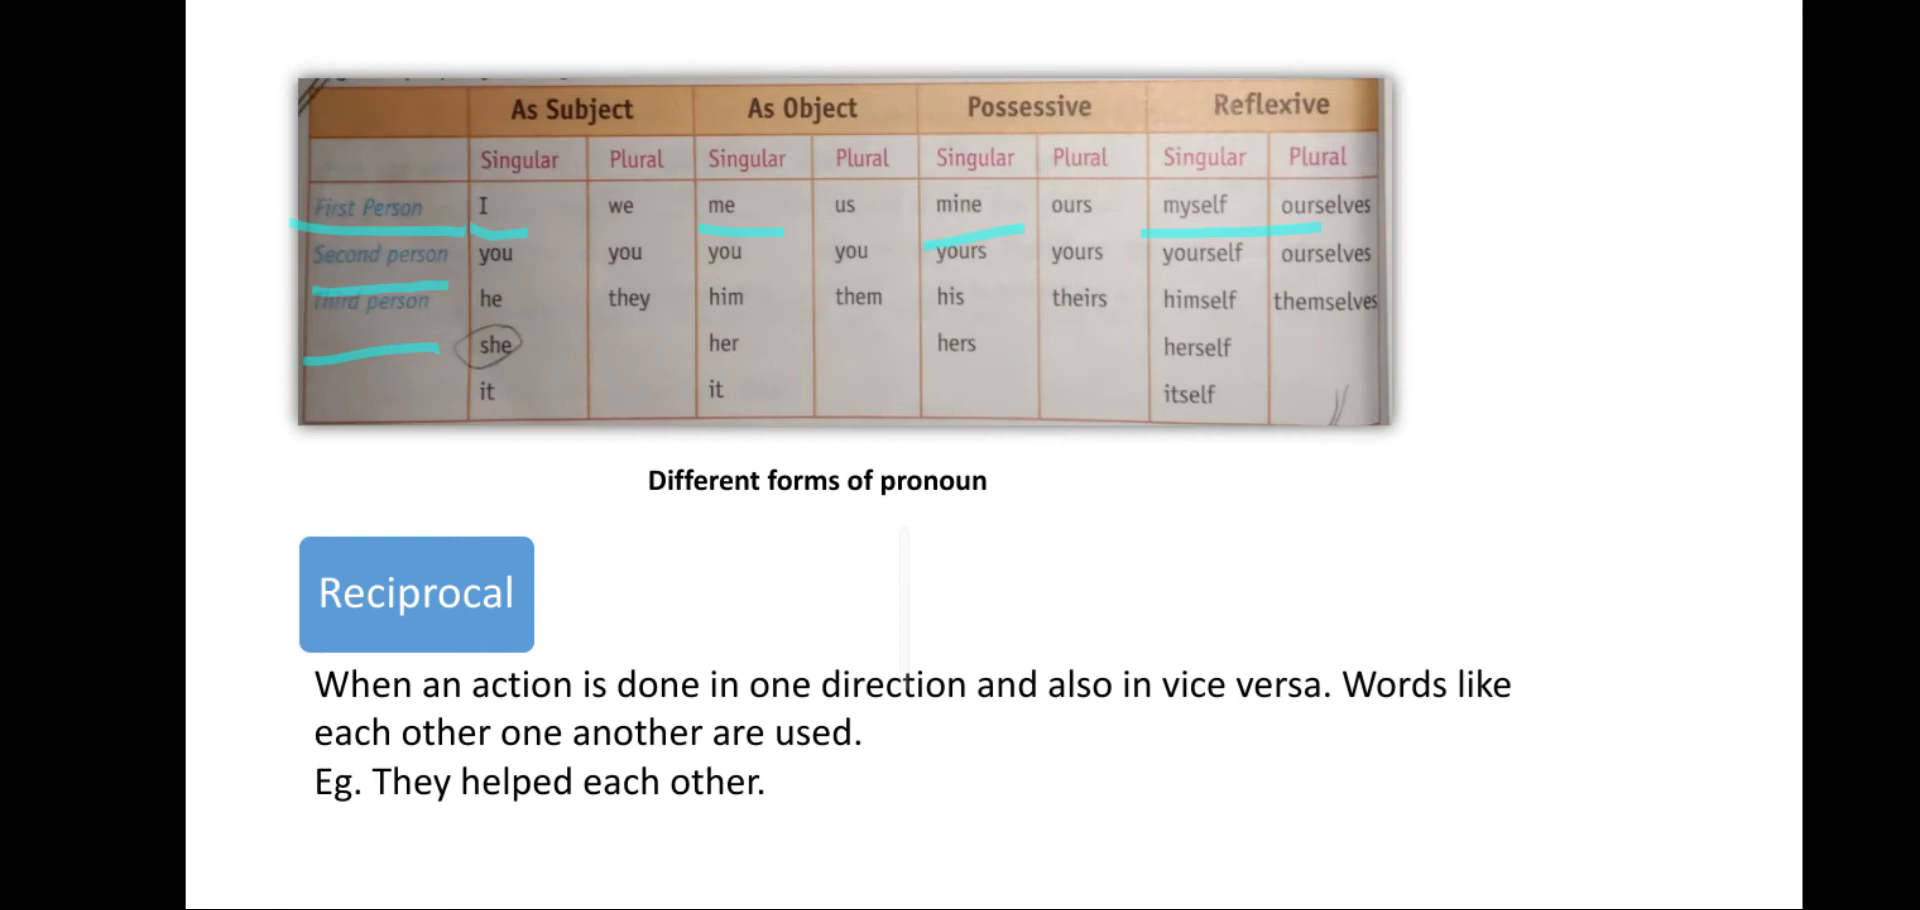 As Subject As Object Possessive Reflexive
Singular Plural Singular Plural Singular Plural Singular Plural
First Person I we me us mine ours myself ourselves
Second person you you you you yours yours yourself ourselves
Third person he they him them his theirs himself themselves
she her hers herself
it it itself
Different forms of pronoun
Reciprocal
When an action is done in one direction and also in vice versa. Words like
each other one another are used.
Eg. They helped each other.